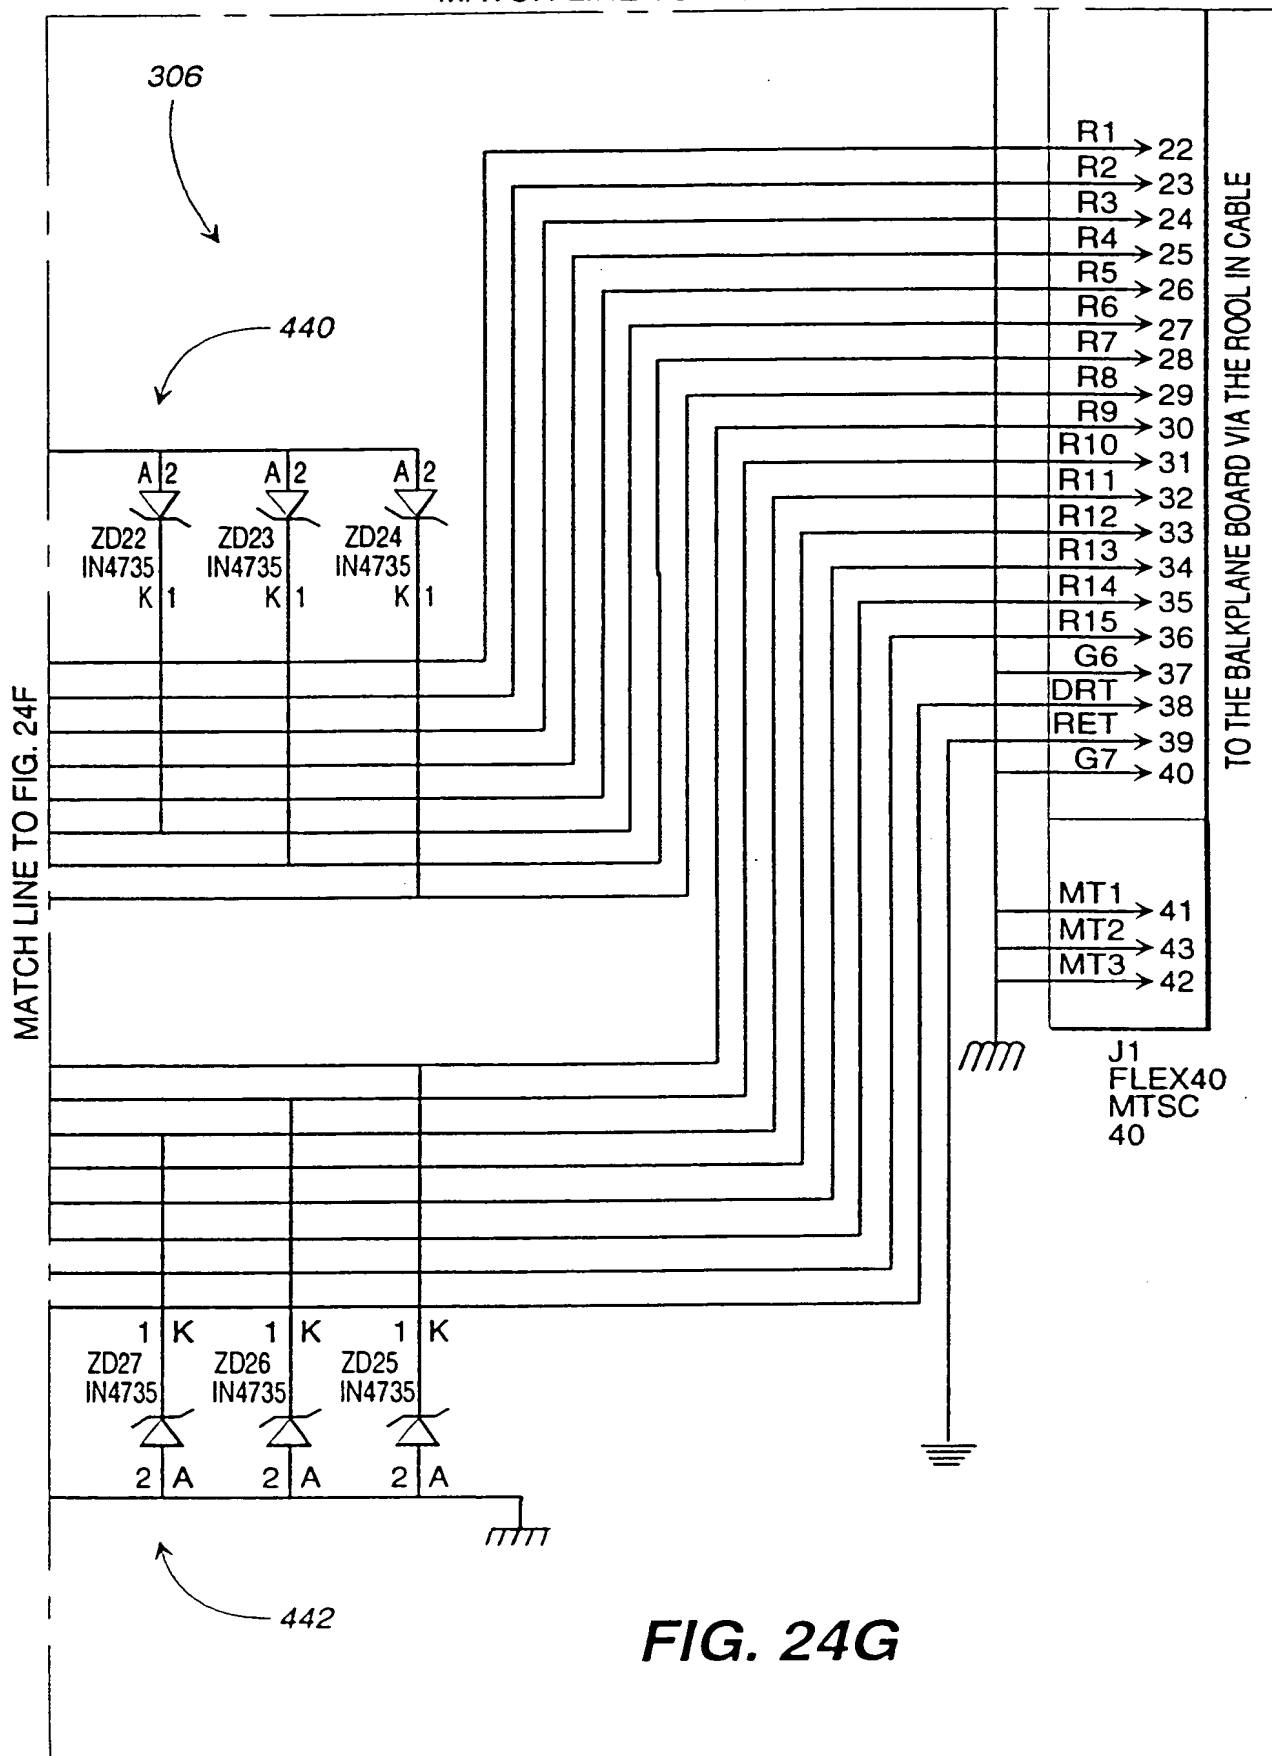 306
440
R1 22
R2 23
R3 24
R4 25
R5 26
R6 27
R7 28
R8 29
R9 30
R10 31
R11 32
R12 33
R13 34
R14 35
R15 36
G6 37
DRT 38
RET 39
G7 40
MT1 41
MT2 43
MT3 42
TO THE BALKPLANE BOARD VIA THE ROOL IN CABLE
J1
FLEX40
MTSC
40
A 2 A 2 A 2
ZD22 ZD23 ZD24
IN4735 IN4735 IN4735
K 1 K 1 K 1
MATCH LINE TO FIG. 24F
1 K 1 K 1 K
ZD27 ZD26 ZD25
IN4735 IN4735 IN4735
2 A 2 A 2 A
442
FIG. 24G